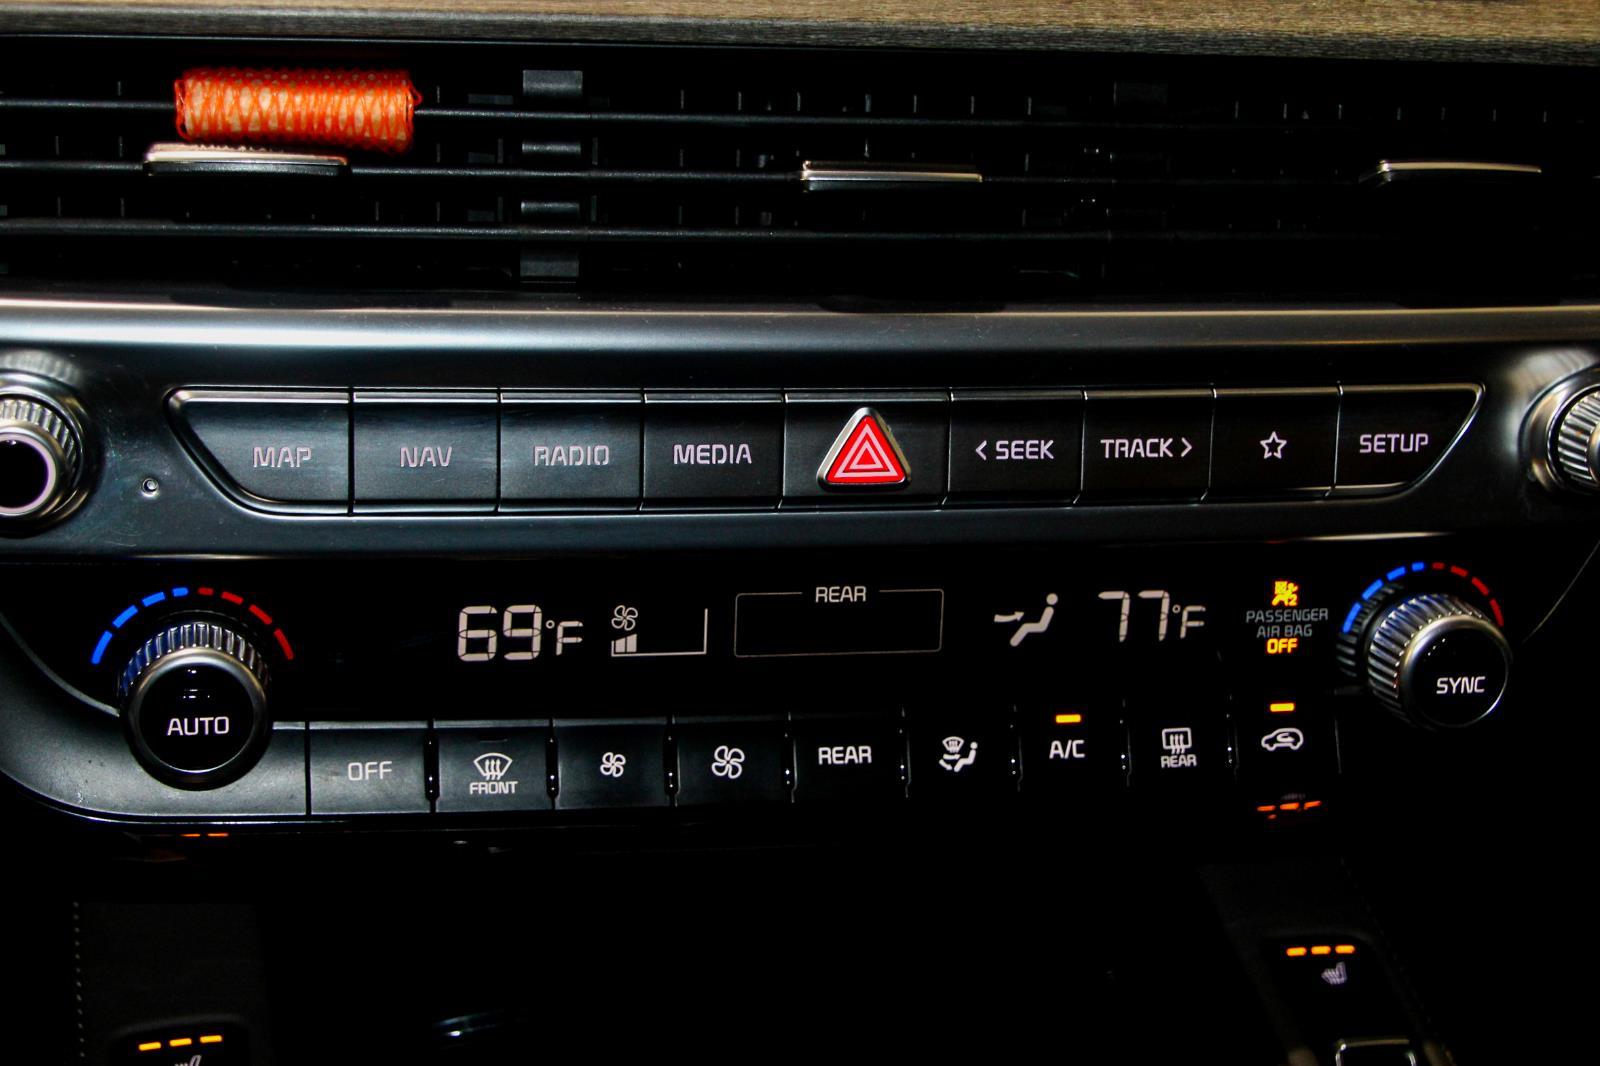 MAP NAV RADIO MEDIA < SEEK TRACK > SETUP
REAR
69°F 77°F
PASSENGER
AIR BAG
OFF
AUTO SYNC
OFF FRONT REAR A/C REAR